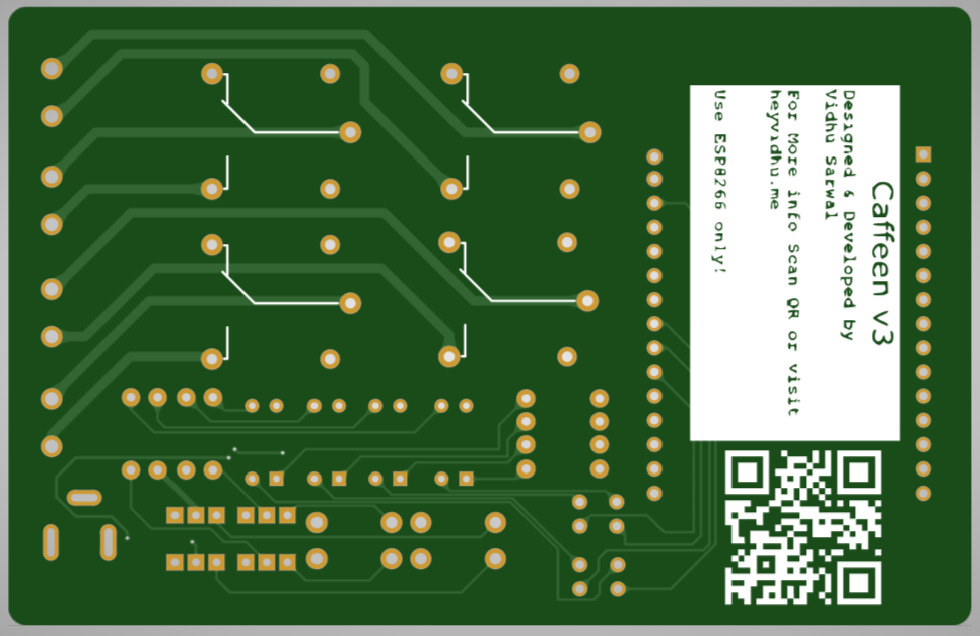 Caffeen v3
Designed & Developed by
Vidhu Sarwal
For More info Scan QR or visit
heyvidhu.me
Use ESP8266 only!